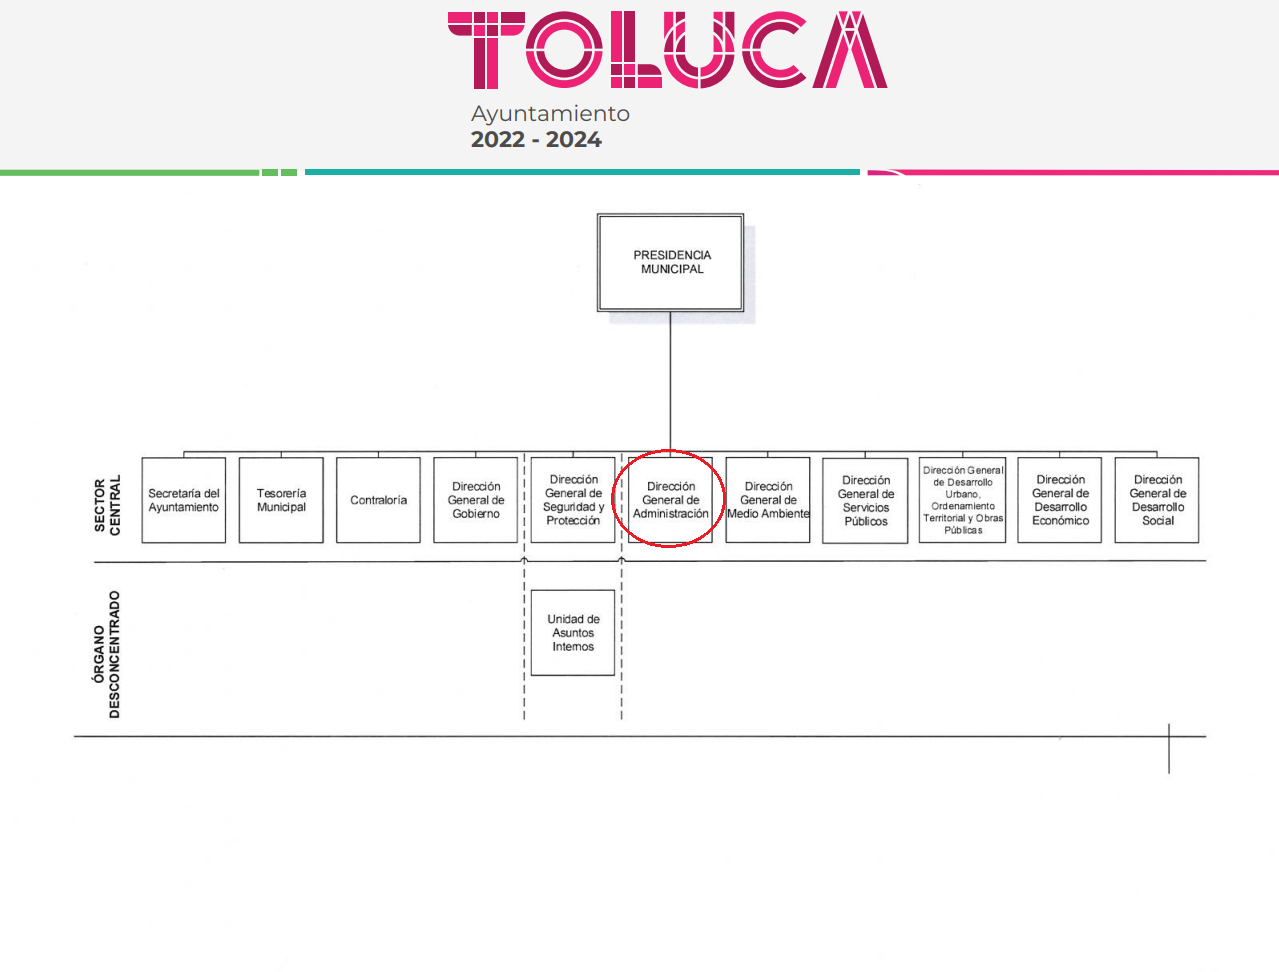 TOLUCA
Ayuntamiento
2022 - 2024
PRESIDENCIA
MUNICIPAL
SECTOR
CENTRAL
Secretaría del
Ayuntamiento
Tesorería
Municipal
Contraloría
Dirección
General de
Gobierno
Dirección
General de
Seguridad y
Protección
Dirección
General de
Administración
Dirección
General de
Medio Ambiente
Dirección
General de
Servicios
Públicos
Dirección General
de Desarrollo
Urbano,
Ordenamiento
Territorial y Obras
Públicas
Dirección
General de
Desarrollo
Económico
Dirección
General de
Desarrollo
Social
ÓRGANO
DESCONCENTRADO
Unidad de
Asuntos
Internos